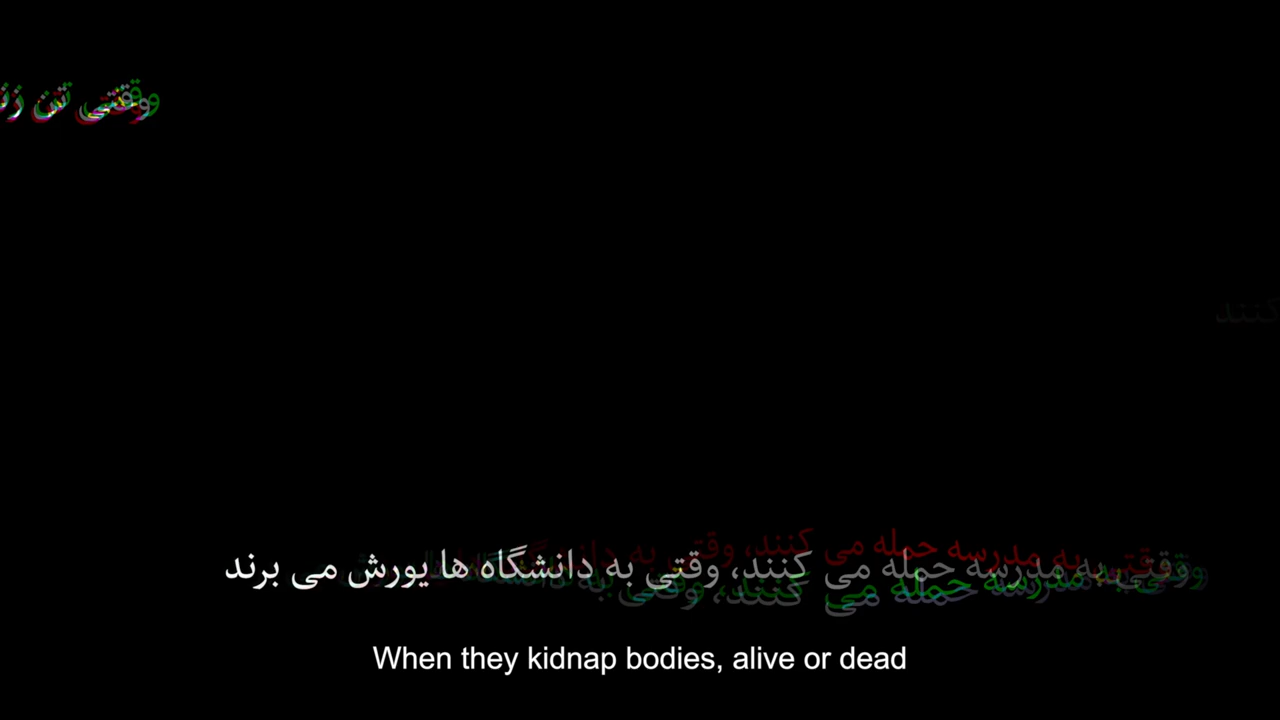 وقتی تن
کنند
وقتی به مدرسه حمله می کنند، وقتی به دانشگاه ها یورش می برند
When they kidnap bodies, alive or dead